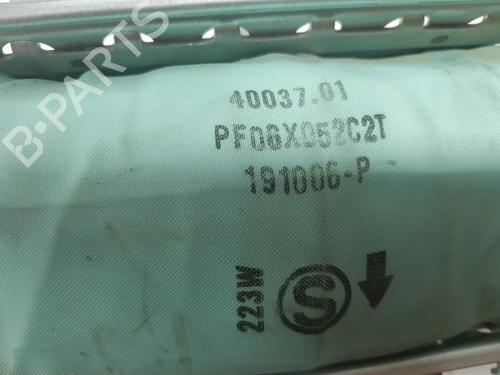 B-PARTS
40037.01
PF06X052C2T
191006-P
223W
S